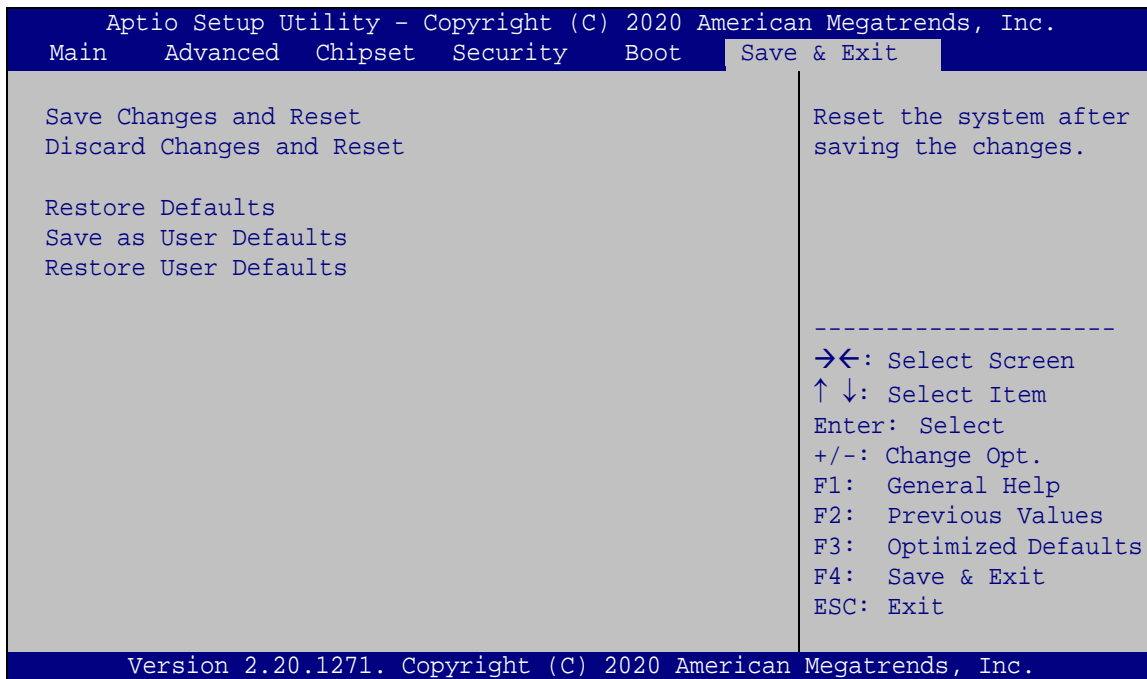 Aptio Setup Utility – Copyright (C) 2020 American Megatrends, Inc.
Main Advanced Chipset Security Boot Save & Exit
Save Changes and Reset
Discard Changes and Reset
Restore Defaults
Save as User Defaults
Restore User Defaults
Reset the system after
saving the changes.
---------------------
→←: Select Screen
↑ ↓: Select Item
Enter: Select
+/-: Change Opt.
F1: General Help
F2: Previous Values
F3: Optimized Defaults
F4: Save & Exit
ESC: Exit
Version 2.20.1271. Copyright (C) 2020 American Megatrends, Inc.